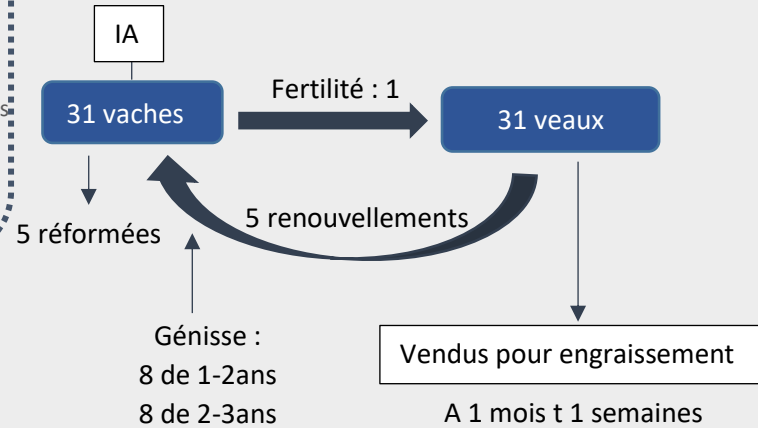 IA
31 vaches
Fertilité : 1
31 veaux
s
5 réformées
5 renouvellements
Génisse :
8 de 1-2ans
8 de 2-3ans
Vendus pour engraissement
A 1 mois t 1 semaines